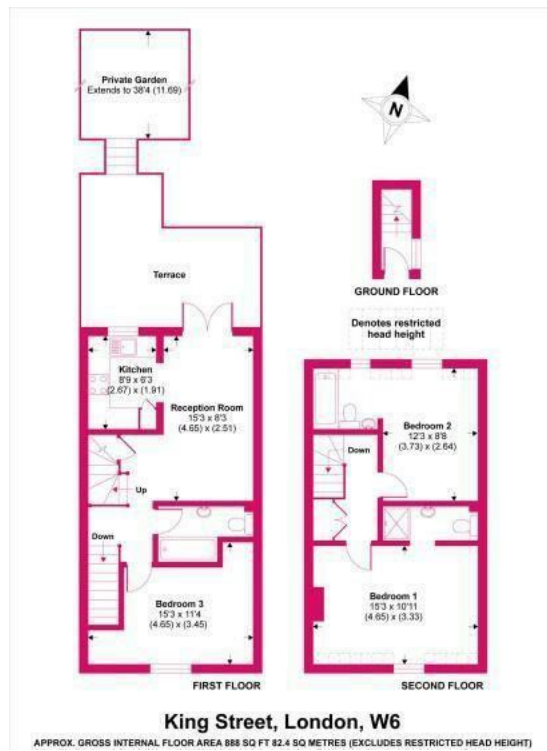 Private Garden
Extends to 38'4 (11.69)
N
GROUND FLOOR
Terrace
Denotes restricted
head height
Kitchen
8'9 x 6'3
(2.67) x (1.91)
Reception Room
15'3 x 8'3
(4.65) x (2.51)
Up
Down
Bedroom 3
15'3 x 11'4
(4.65) x (3.45)
FIRST FLOOR
Bedroom 2
12'3 x 8'8
(3.73) x (2.64)
Down
Bedroom 1
15'3 x 10'11
(4.65) x (3.33)
SECOND FLOOR
King Street, London, W6
APPROX. GROSS INTERNAL FLOOR AREA 888 SQ FT 82.4 SQ METRES (EXCLUDES RESTRICTED HEAD HEIGHT)